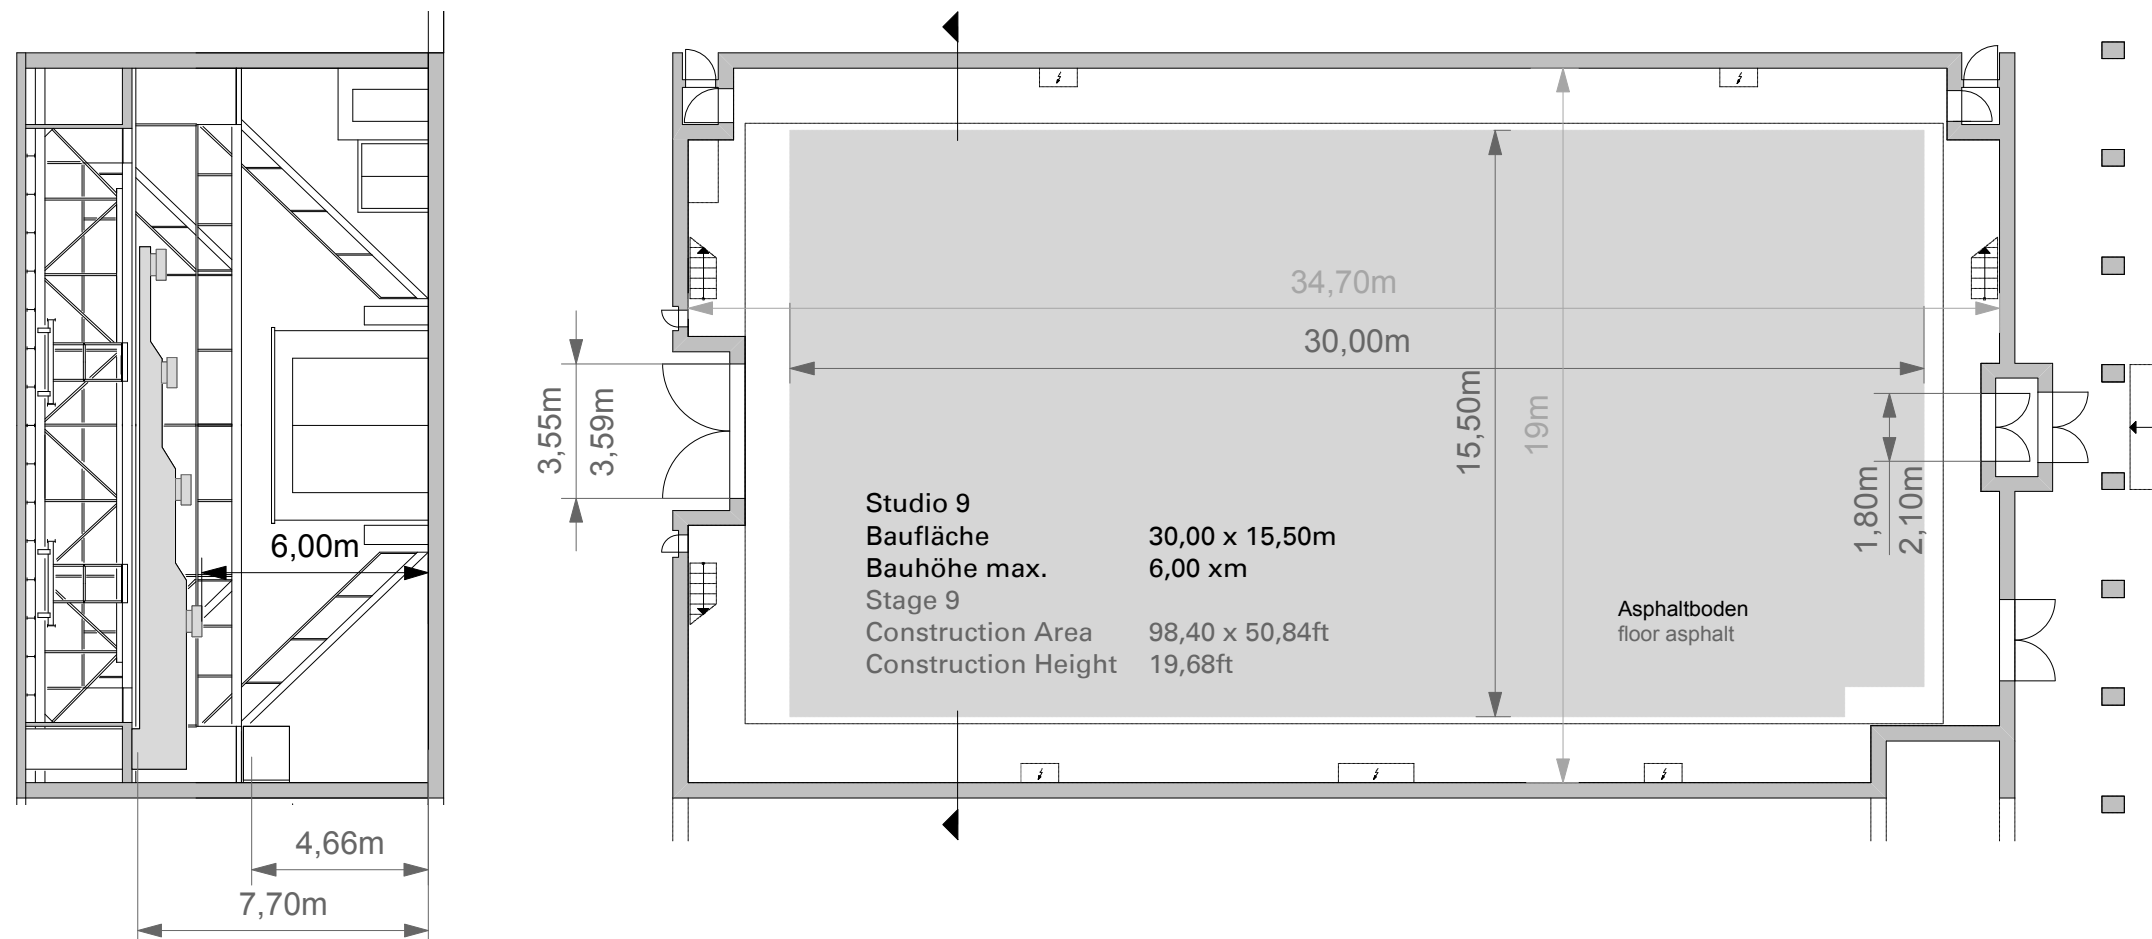 6,00m
4,66m
7,70m
3,55m
3,59m
34,70m
30,00m
15,50m
19m
1,80m
2,10m
Studio 9
Baufläche 30,00 x 15,50m
Bauhöhe max. 6,00 xm
Stage 9
Construction Area 98,40 x 50,84ft
Construction Height 19,68ft
Asphaltboden
floor asphalt